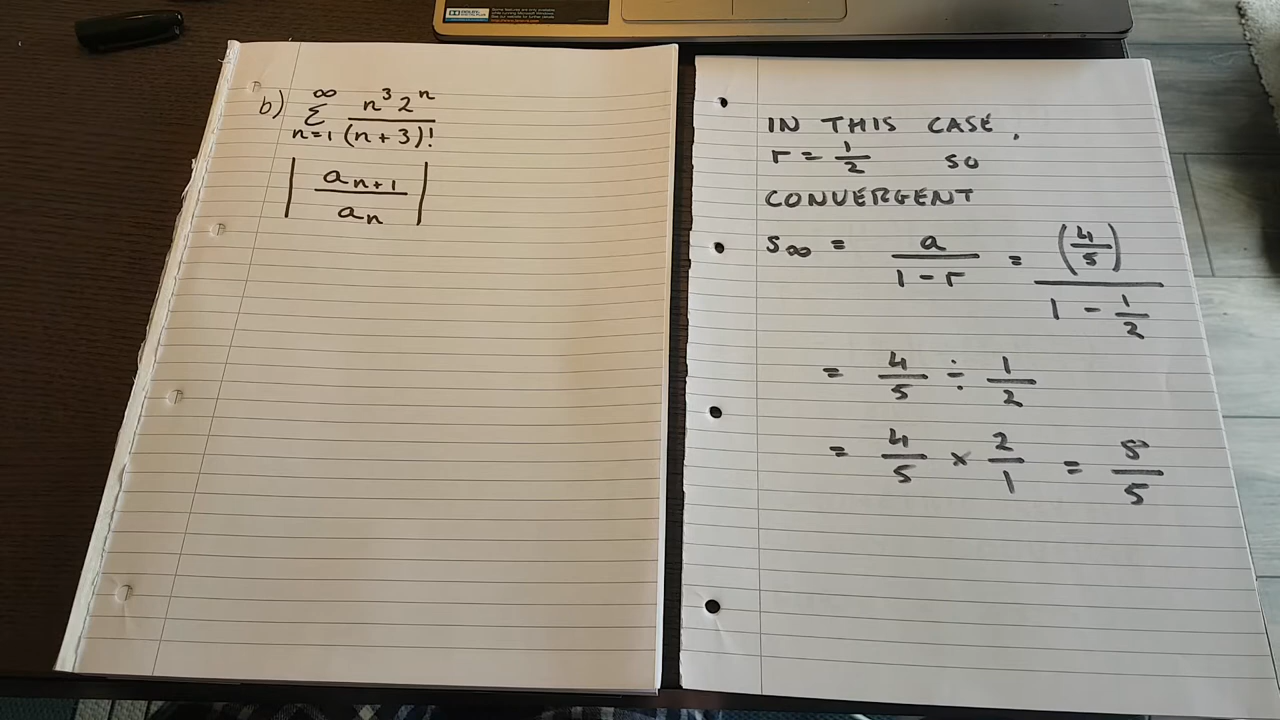 b) ∞ Σ n=1 n³2ⁿ/(n+3)!
|aₙ₊₁/aₙ|
IN THIS CASE,
r = 1/2 so
CONVERGENT
S∞ = a/(1-r) = (4/5)/(1-1/2)
= 4/5 ÷ 1/2
= 4/5 × 2/1 = 8/5